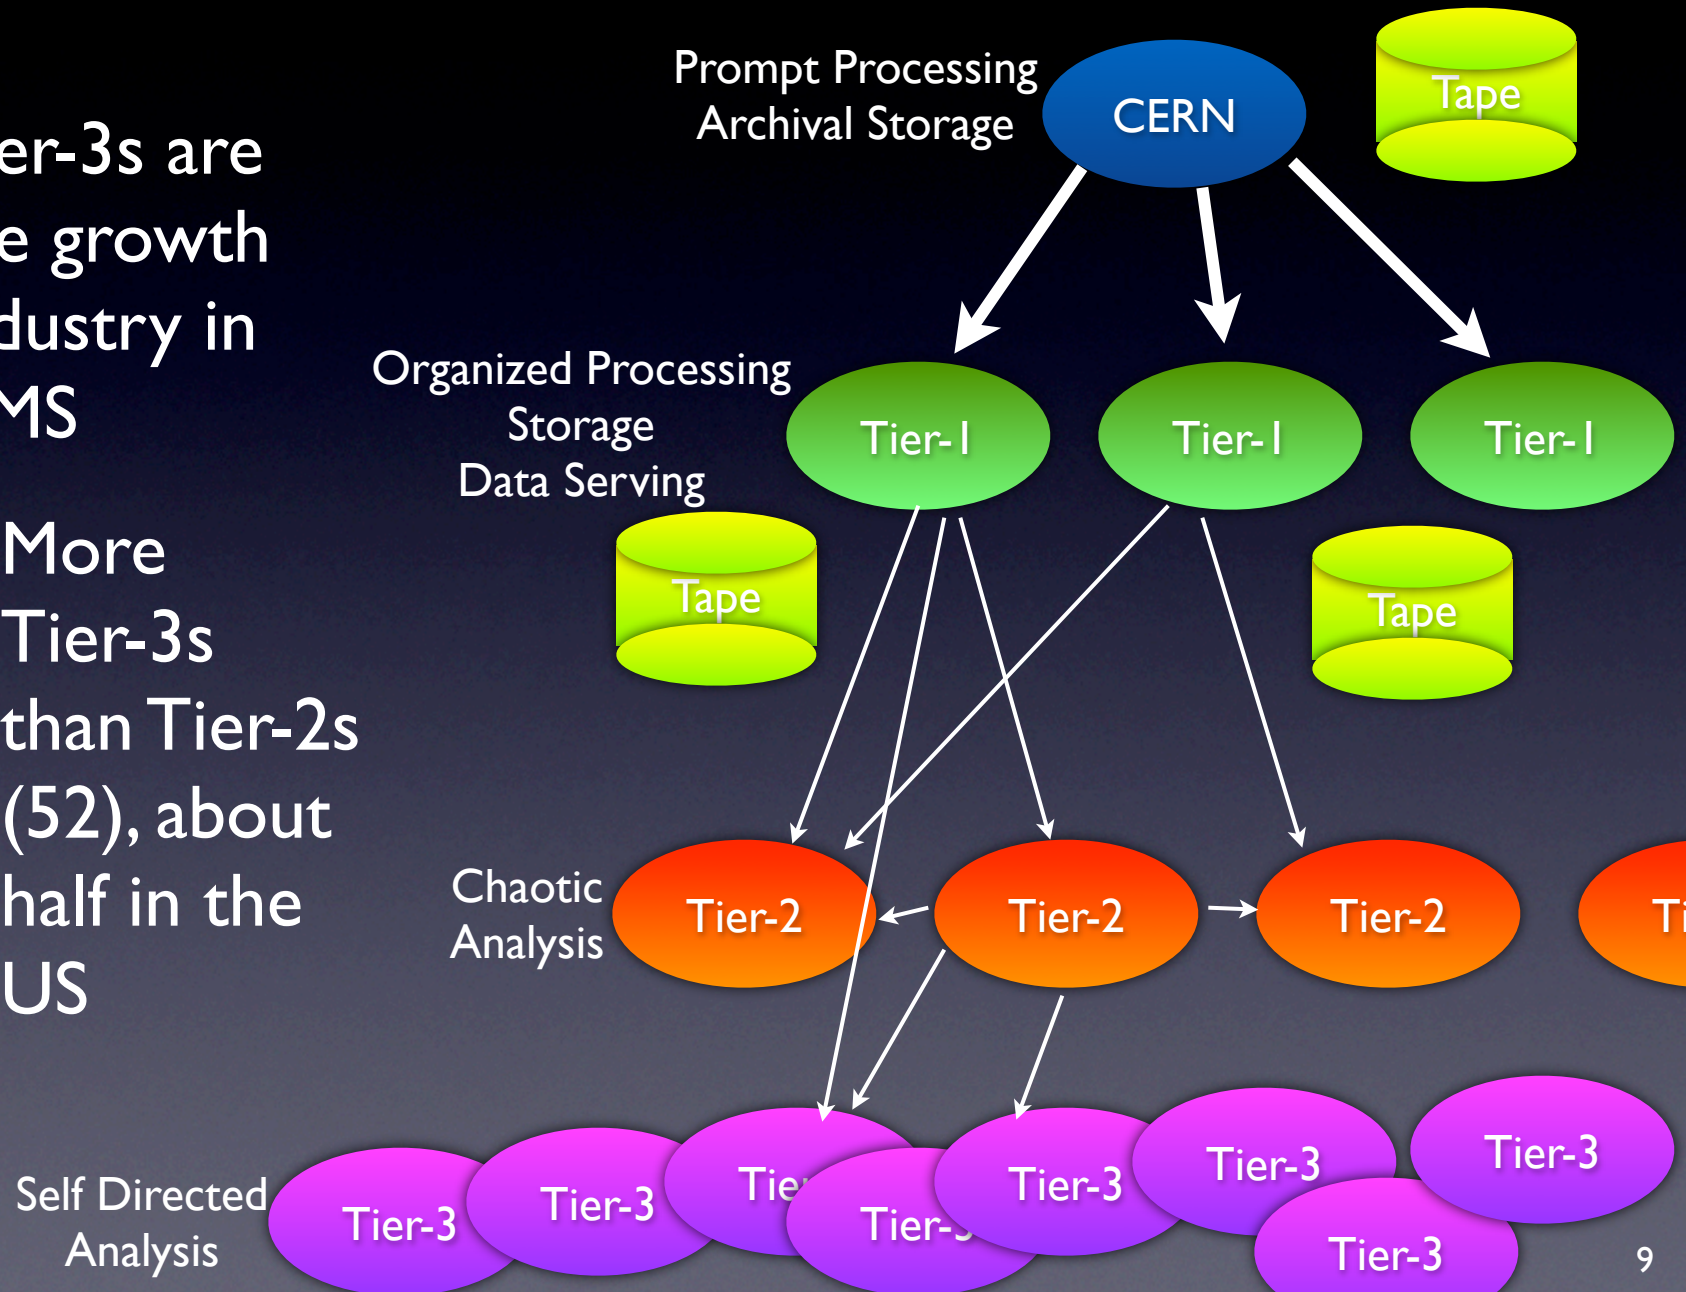 er-3s are
e growth
dustry in
MS
More
Tier-3s
than Tier-2s
(52), about
half in the
US
Prompt Processing
Archival Storage
CERN
Tape
Organized Processing
Storage
Data Serving
Tier-1
Tier-1
Tier-1
Tape
Tape
Chaotic
Analysis
Tier-2
Tier-2
Tier-2
Ti
Self Directed
Analysis
Tier-3
Tier-3
Tie
Tier-
Tier-3
Tier-3
Tier-3
Tier-3
9